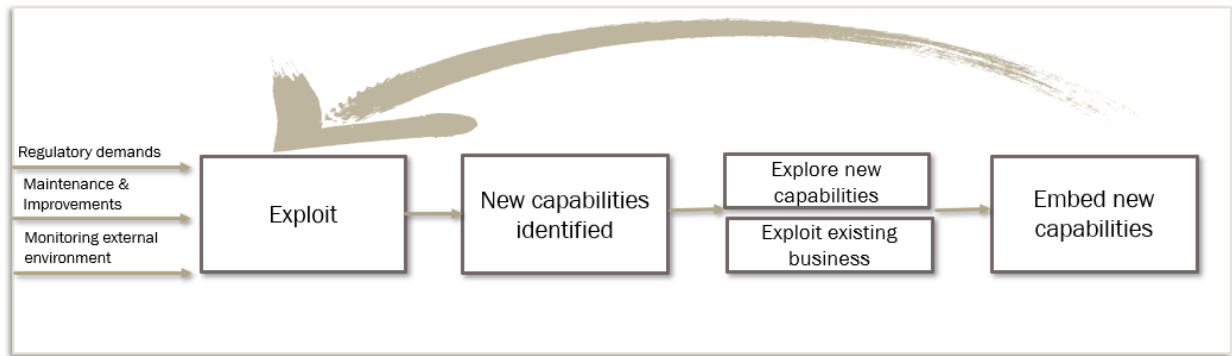 Regulatory demands
Maintenance &
Improvements
Monitoring external
environment
Exploit
New capabilities
identified
Explore new
capabilities
Exploit existing
business
Embed new
capabilities